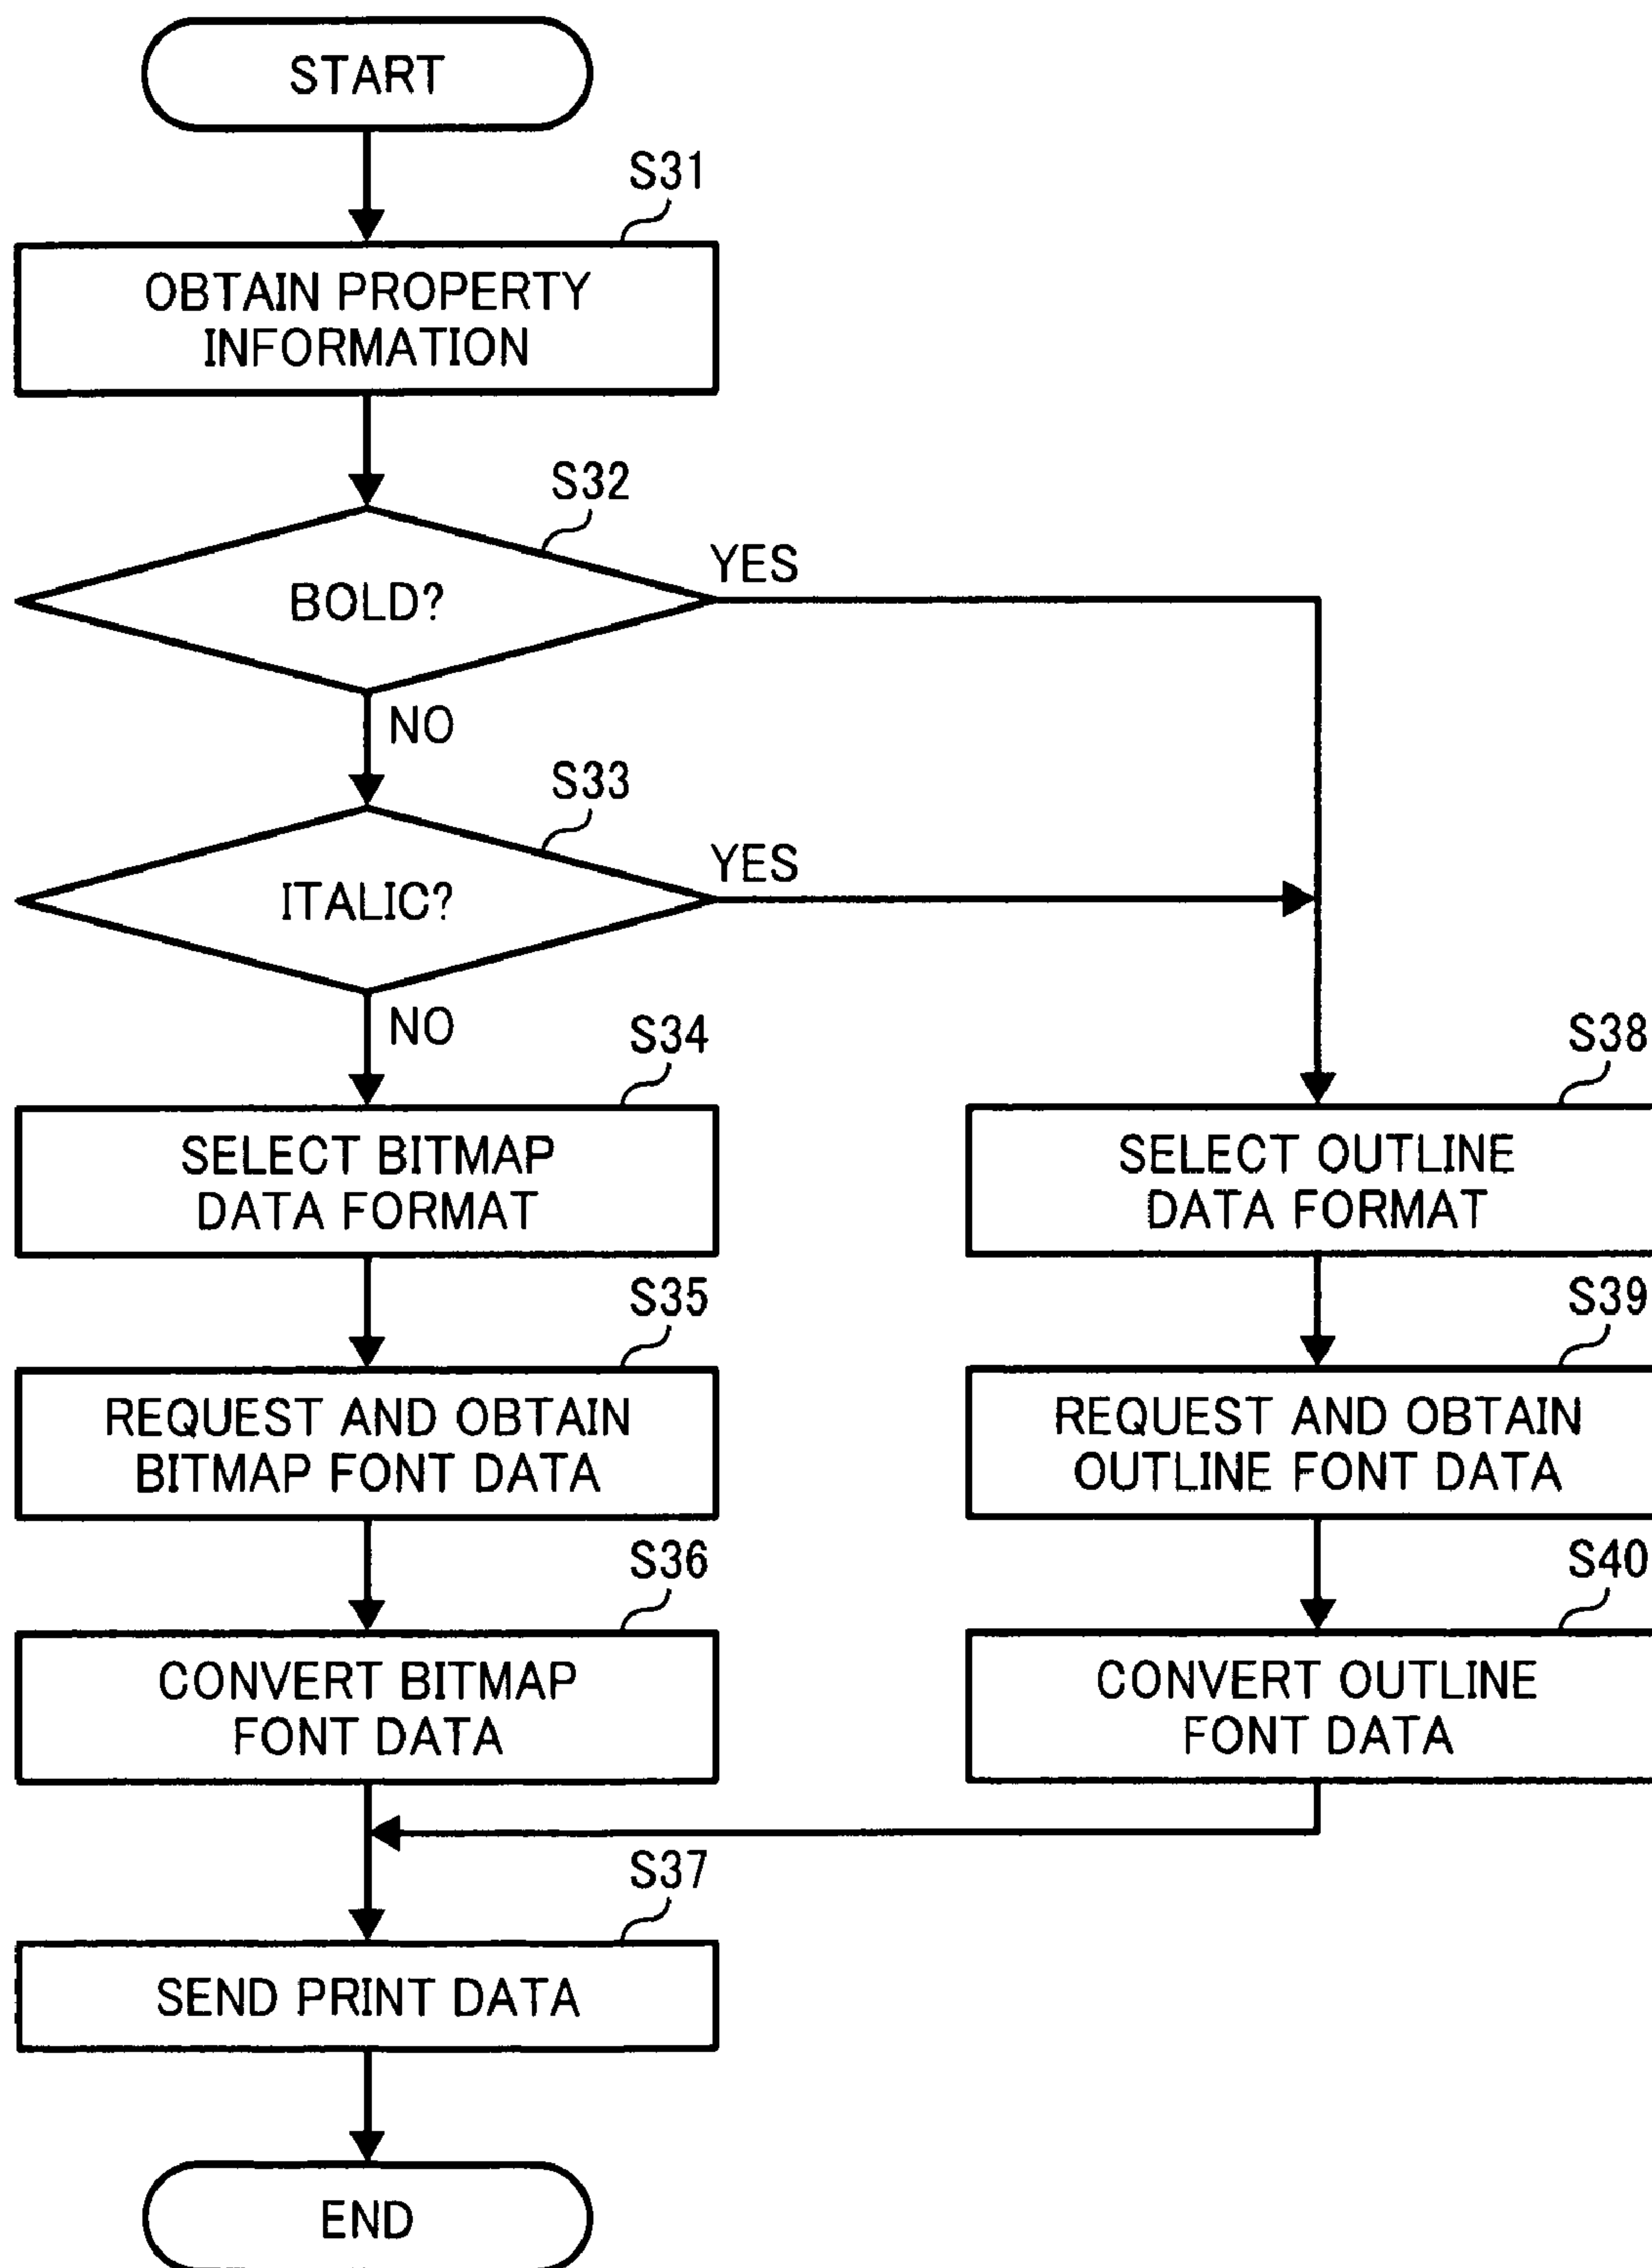 START
S31
OBTAIN PROPERTY
INFORMATION
S32
BOLD?
YES
NO
S33
ITALIC?
YES
NO
S34
SELECT BITMAP
DATA FORMAT
S38
SELECT OUTLINE
DATA FORMAT
S35
REQUEST AND OBTAIN
BITMAP FONT DATA
S39
REQUEST AND OBTAIN
OUTLINE FONT DATA
S36
CONVERT BITMAP
FONT DATA
S40
CONVERT OUTLINE
FONT DATA
S37
SEND PRINT DATA
END